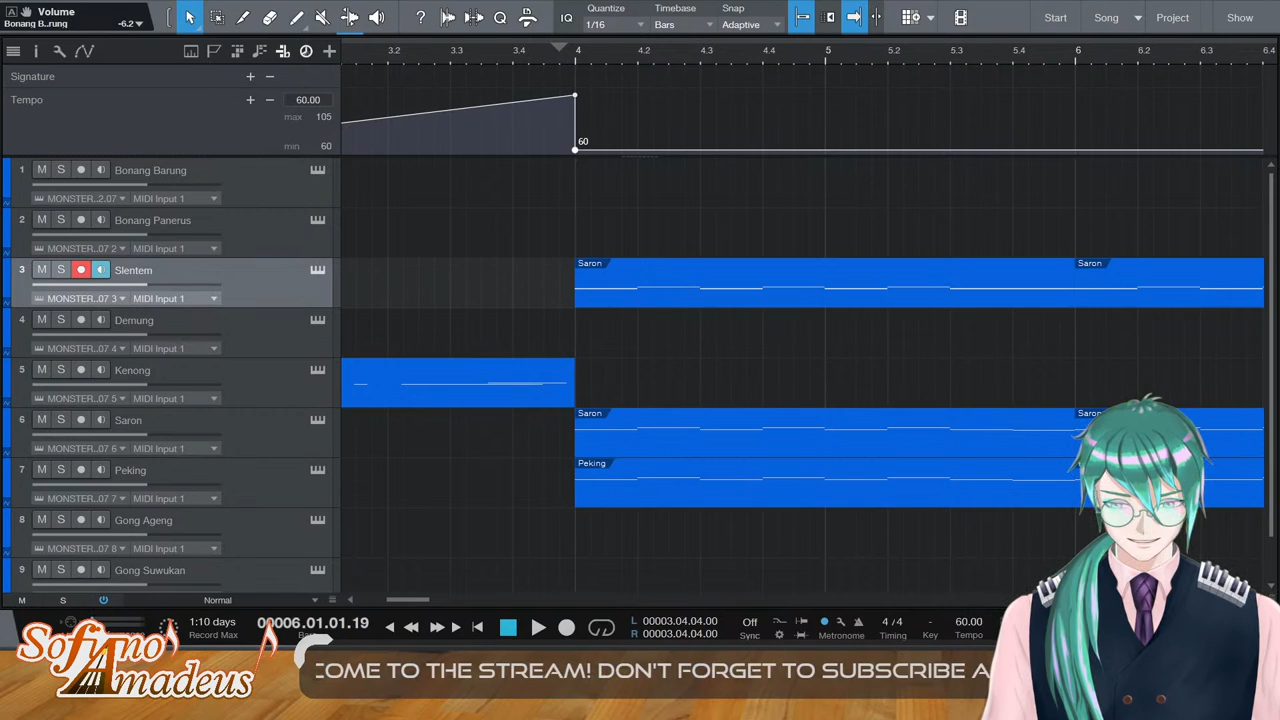 Volume
Bonang B...rung -6.2
IQ
Quantize
1/16
Timebase
Bars
Snap
Adaptive
Start Song Project Show
3.2 3.3 3.4 4 4.2 4.3 4.4 5 5.2 5.3 5.4 6 6.2 6.3 6.4
Signature
Tempo 60.00
max 105
min 60
60
1 M S Bonang Barung
MONSTER...2.07 MIDI Input 1
2 M S Bonang Panerus
MONSTER..07 2 MIDI Input 1
3 M S Slentem
MONSTER..07 3 MIDI Input 1
Saron Saron
4 M S Demung
MONSTER..07 4 MIDI Input 1
5 M S Kenong
MONSTER..07 5 MIDI Input 1
6 M S Saron
MONSTER..07 6 MIDI Input 1
Saron
7 M S Peking
MONSTER..07 7 MIDI Input 1
Peking
8 M S Gong Ageng
MONSTER..07 8 MIDI Input 1
9 M S Gong Suwukan
M S Normal
1:10 days
Record Max
00006.01.01.19
L 00003.04.04.00
R 00003.04.04.00
Off
Sync
Metronome
4 / 4
Timing
-
Key
60.00
Tempo
Sofiano
Amadeus
COME TO THE STREAM! DON'T FORGET TO SUBSCRIBE A